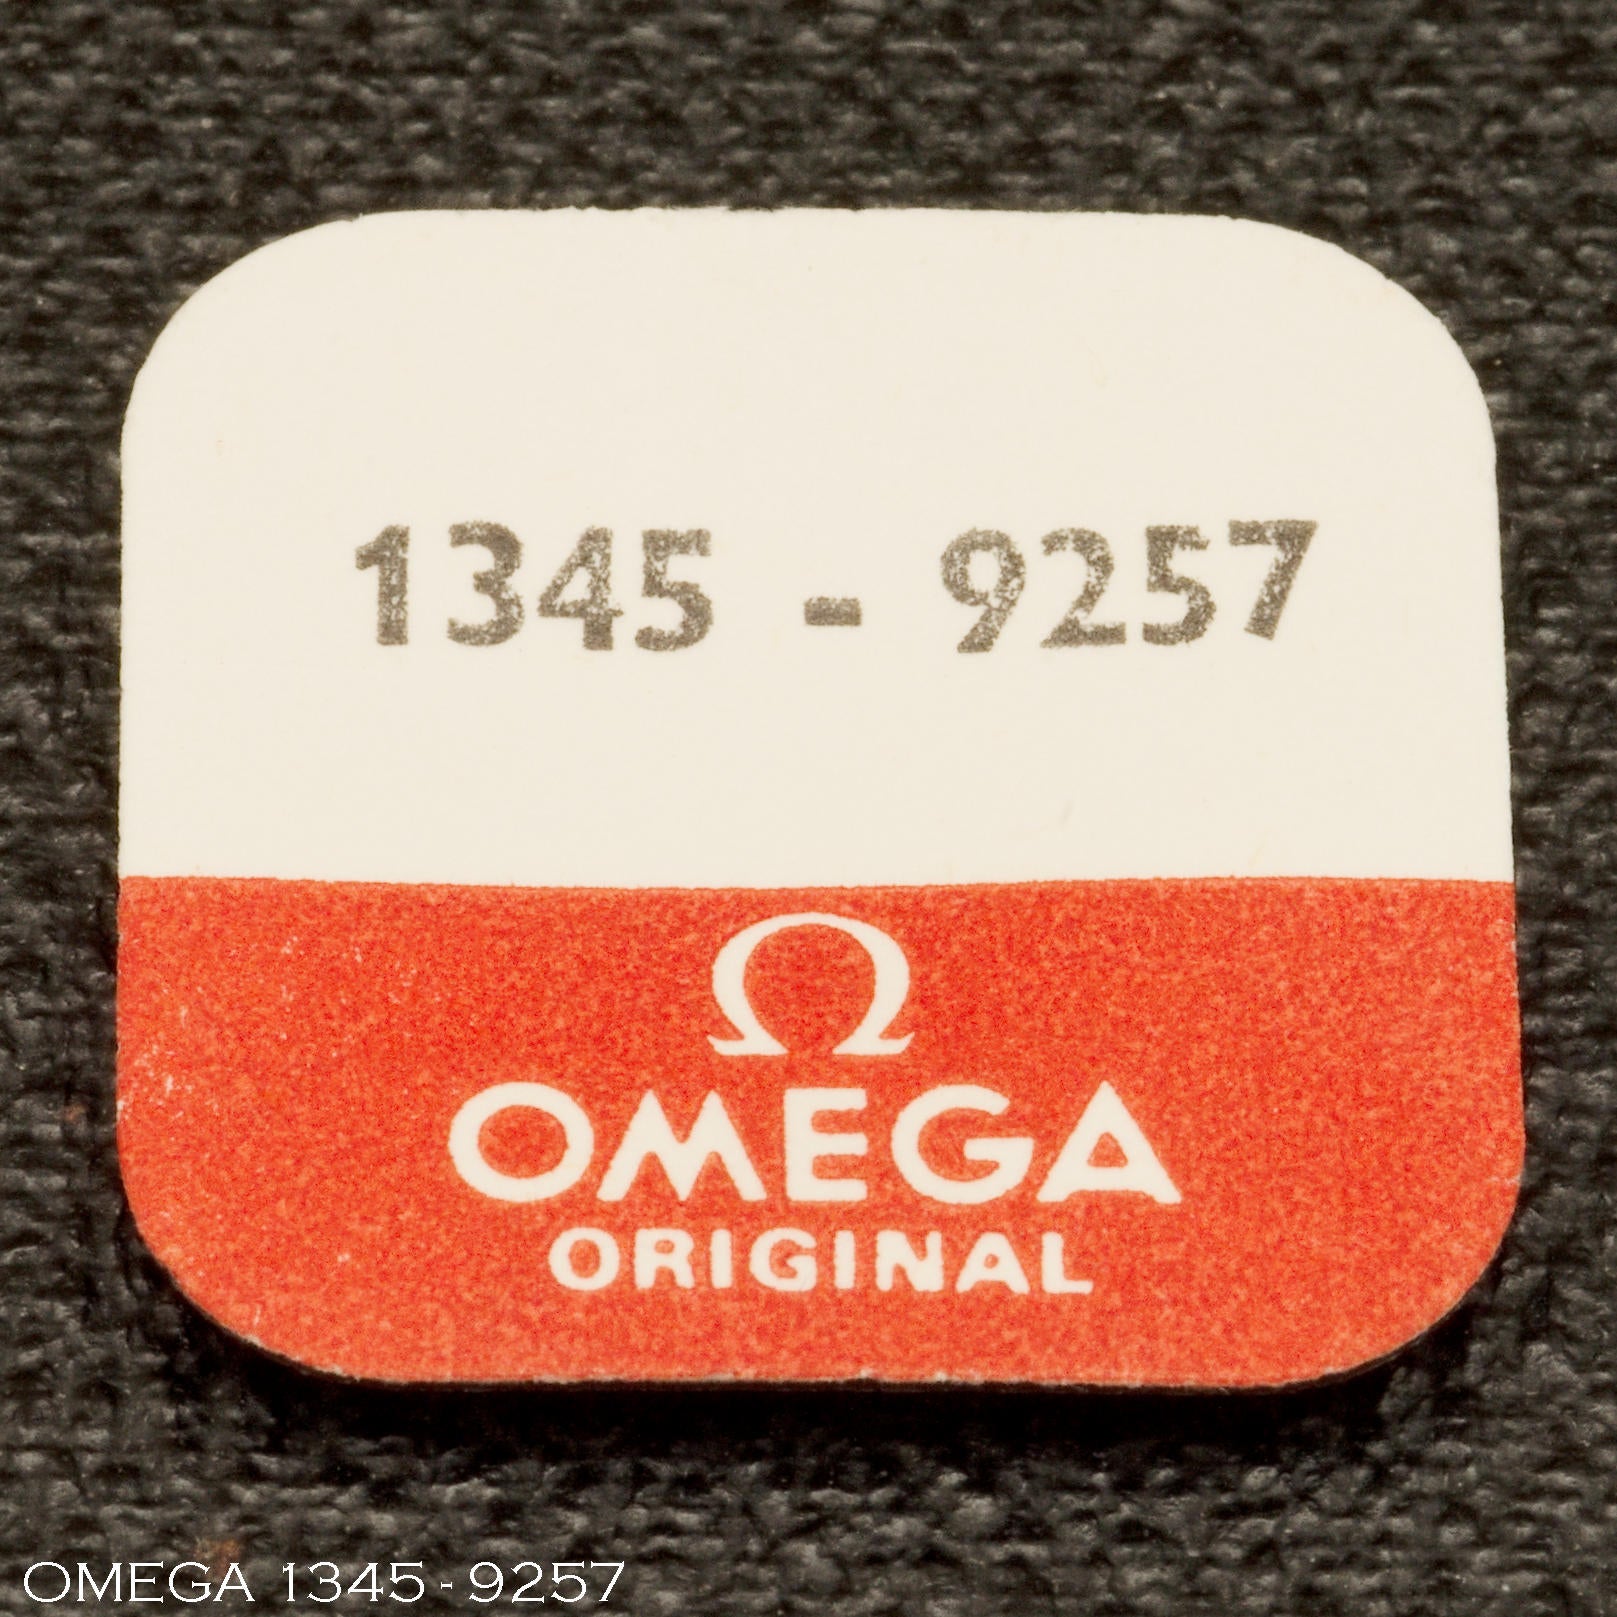 1345 - 9257
Ω
OMEGA
ORIGINAL
OMEGA 1345 - 9257